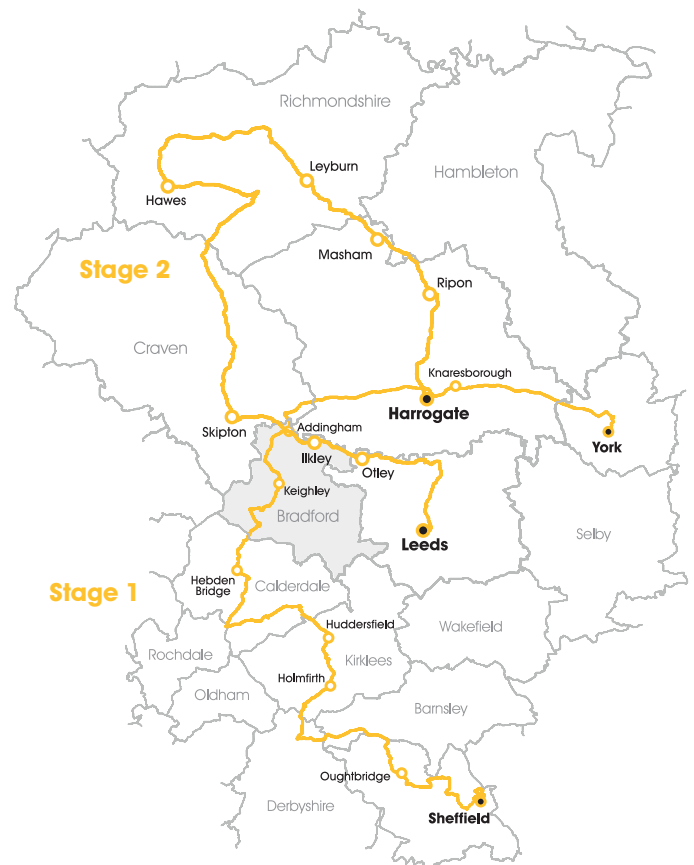 Richmondshire
Leyburn
Hambleton
Hawes
Masham
Stage 2
Ripon
Craven
Knaresborough
Harrogate
Skipton
Addingham
York
Ilkley
Otley
Keighley
Bradford
Selby
Leeds
Hebden
Bridge
Calderdale
Stage 1
Huddersfield
Wakefield
Rochdale
Kirklees
Holmfirth
Oldham
Barnsley
Oughtbridge
Derbyshire
Sheffield